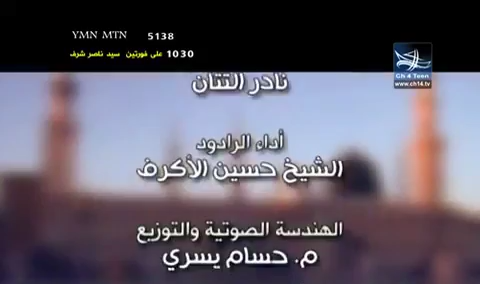 YMN MTN 5138
1030 على فورتين سيد ناصر شرف
Ch 4 Teen
www.ch14.tv
نادر التتان
أداء الرادود
الشيخ حسين الأكرف
الهندسة الصوتية والتوزيع
م. حسام يسري